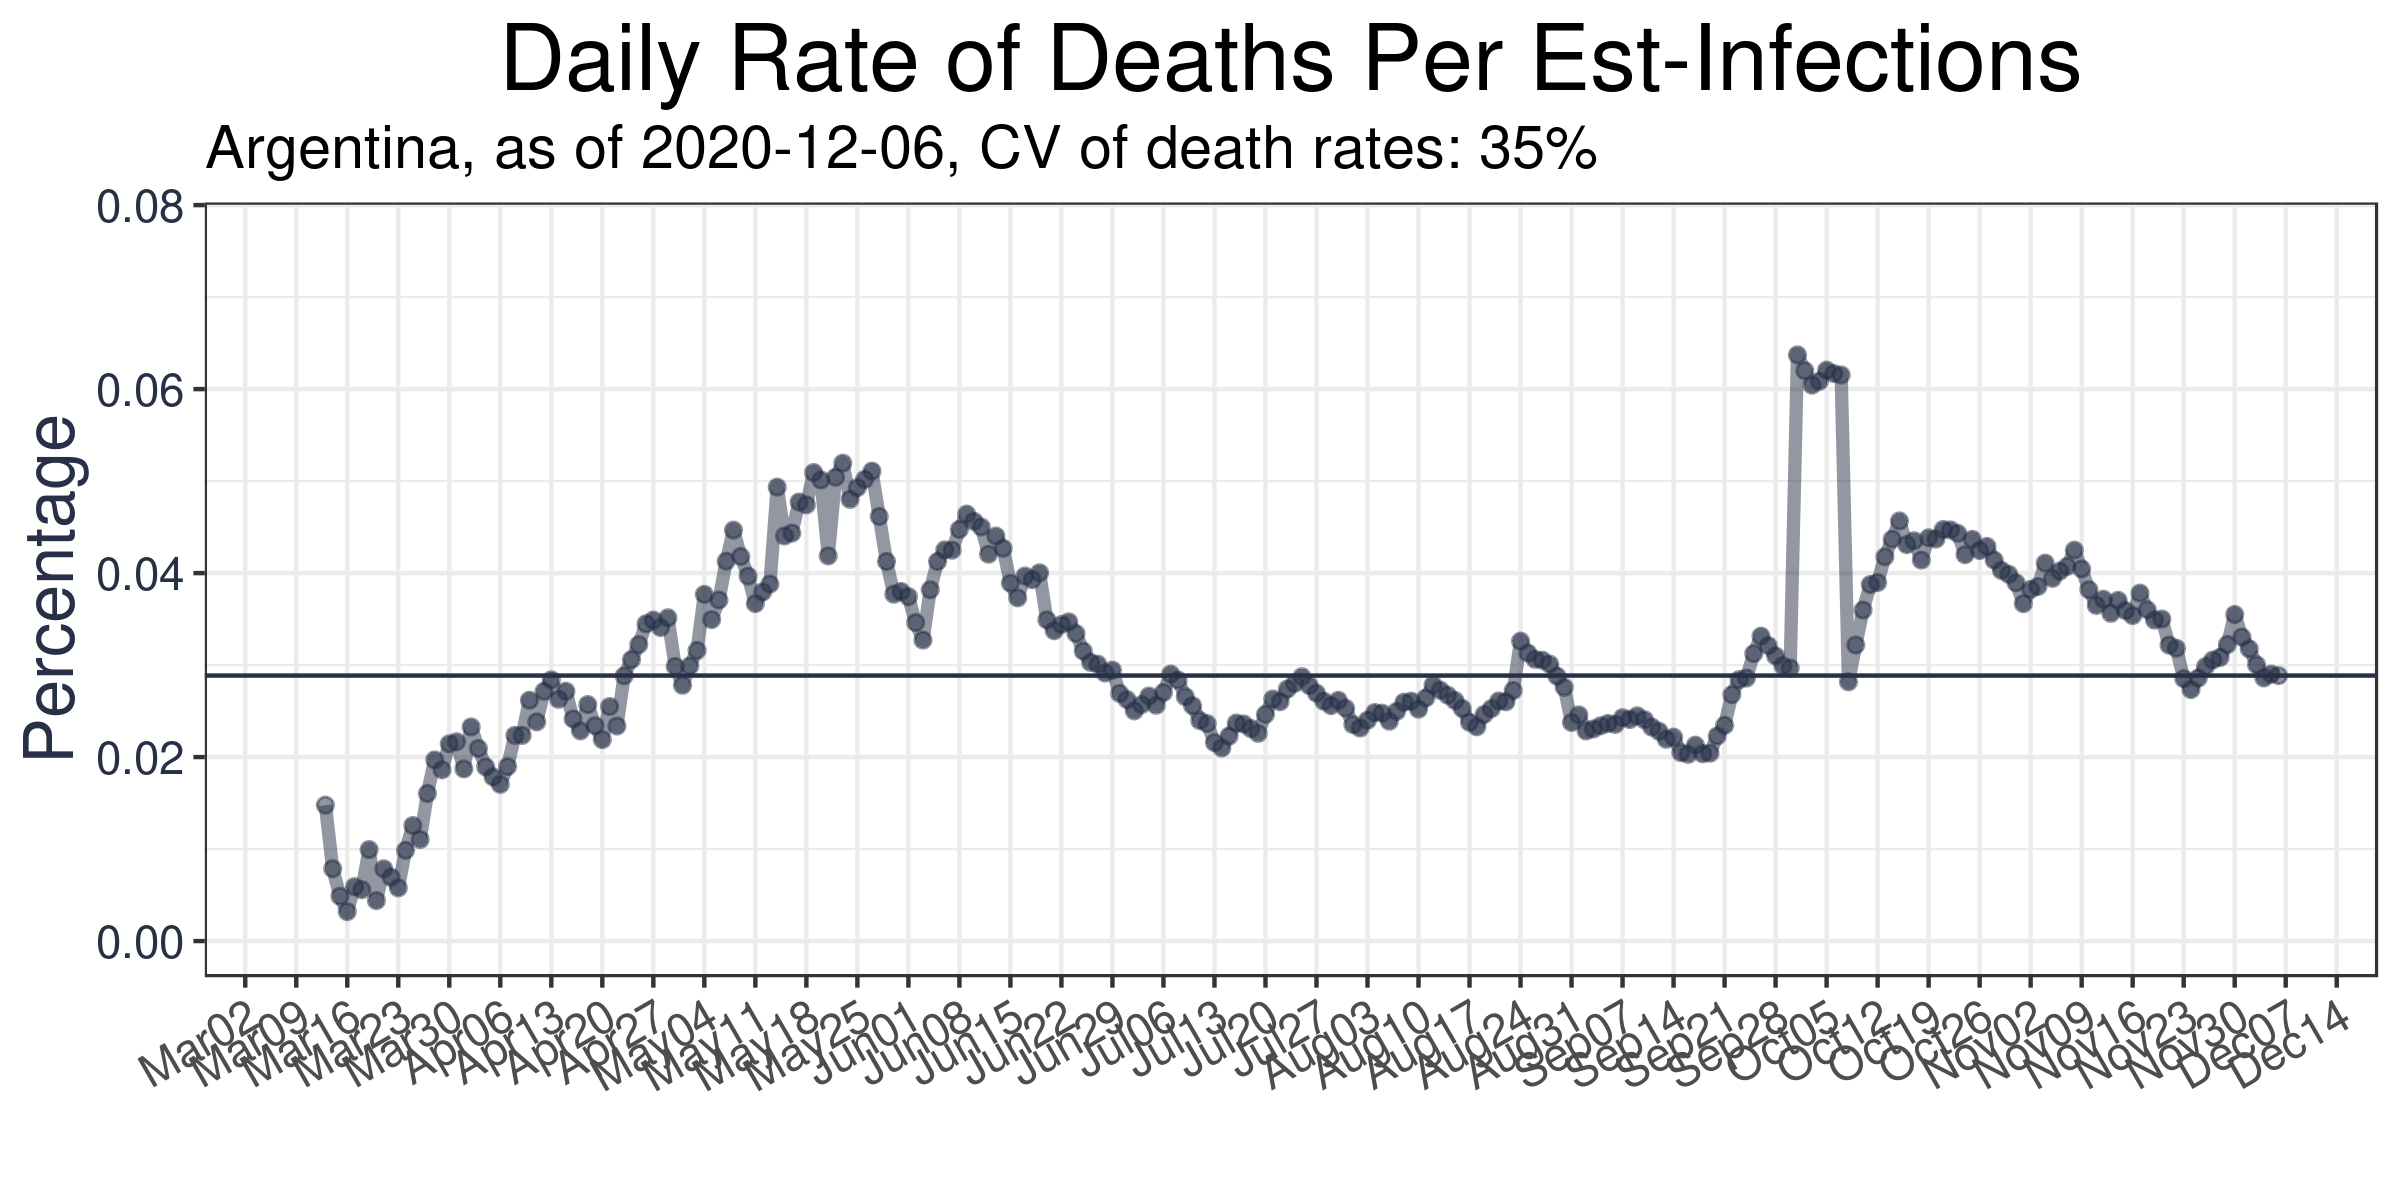 Daily Rate of Deaths Per Est-Infections
Argentina, as of 2020-12-06, CV of death rates: 35%
Percentage
0.08
0.06
0.04
0.02
0.00
Mar02 Mar09 Mar16 Mar23 Mar30 Apr06 Apr13 Apr20 Apr27 May04 May11 May18 May25 Jun01 Jun08 Jun15 Jun22 Jun29 Jul06 Jul13 Jul20 Jul27 Aug03 Aug10 Aug17 Aug24 Aug31 Sep07 Sep14 Sep21 Sep28 Oct05 Oct12 Oct19 Oct26 Nov02 Nov09 Nov16 Nov23 Nov30 Dec07 Dec14